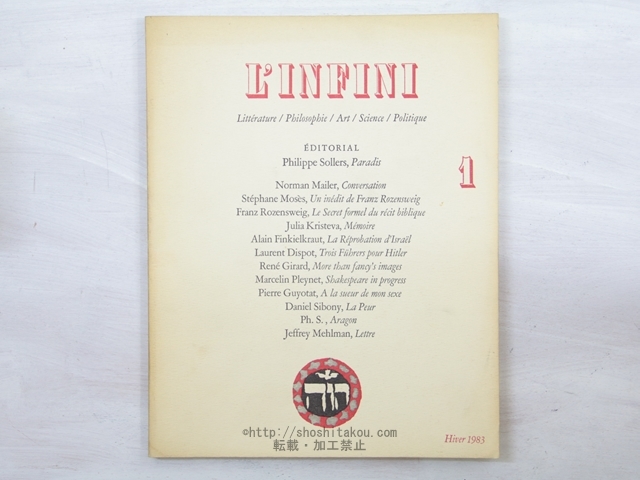 L'INFINI
Littérature / Philosophie / Art / Science / Politique
ÉDITORIAL
Philippe Sollers, Paradis
1
Norman Mailer, Conversation
Stéphane Mosès, Un inédit de Franz Rozensweig
Franz Rozensweig, Le Secret formel du récit biblique
Julia Kristeva, Mémoire
Alain Finkielkraut, La Réprobation d'Israël
Laurent Dispot, Trois Führers pour Hitler
René Girard, More than fancy's images
Marcelin Pleynet, Shakespeare in progress
Pierre Guyotat, A la sueur de mon sexe
Daniel Sibony, La Peur
Ph. S., Aragon
Jeffrey Mehlman, Lettre
©http://shoshitakou.com/
転載・加工禁止
Hiver 1983